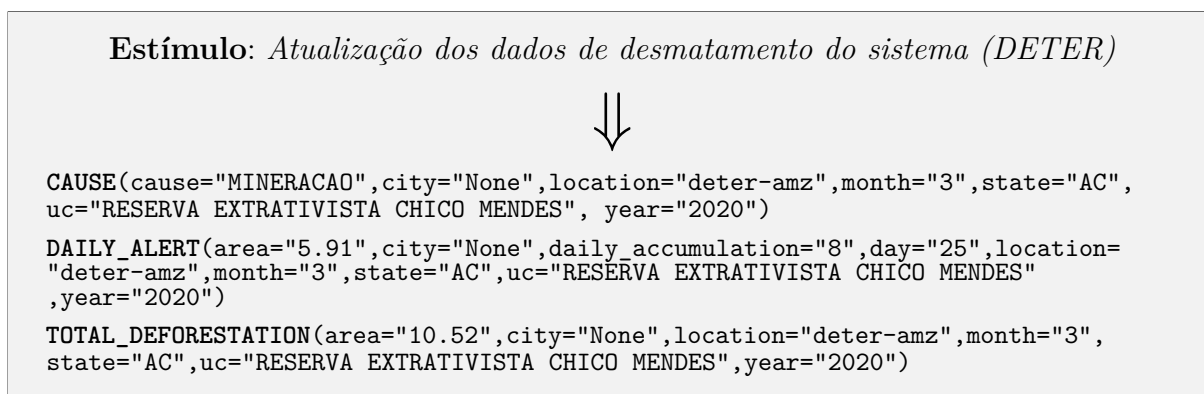 Estímulo: Atualização dos dados de desmatamento do sistema (DETER)
⇓
CAUSE(cause="MINERACAO",city="None",location="deter-amz",month="3",state="AC",
uc="RESERVA EXTRATIVISTA CHICO MENDES", year="2020")
DAILY_ALERT(area="5.91",city="None",daily_accumulation="8",day="25",location=
"deter-amz",month="3",state="AC",uc="RESERVA EXTRATIVISTA CHICO MENDES"
,year="2020")
TOTAL_DEFORESTATION(area="10.52",city="None",location="deter-amz",month="3",
state="AC",uc="RESERVA EXTRATIVISTA CHICO MENDES",year="2020")